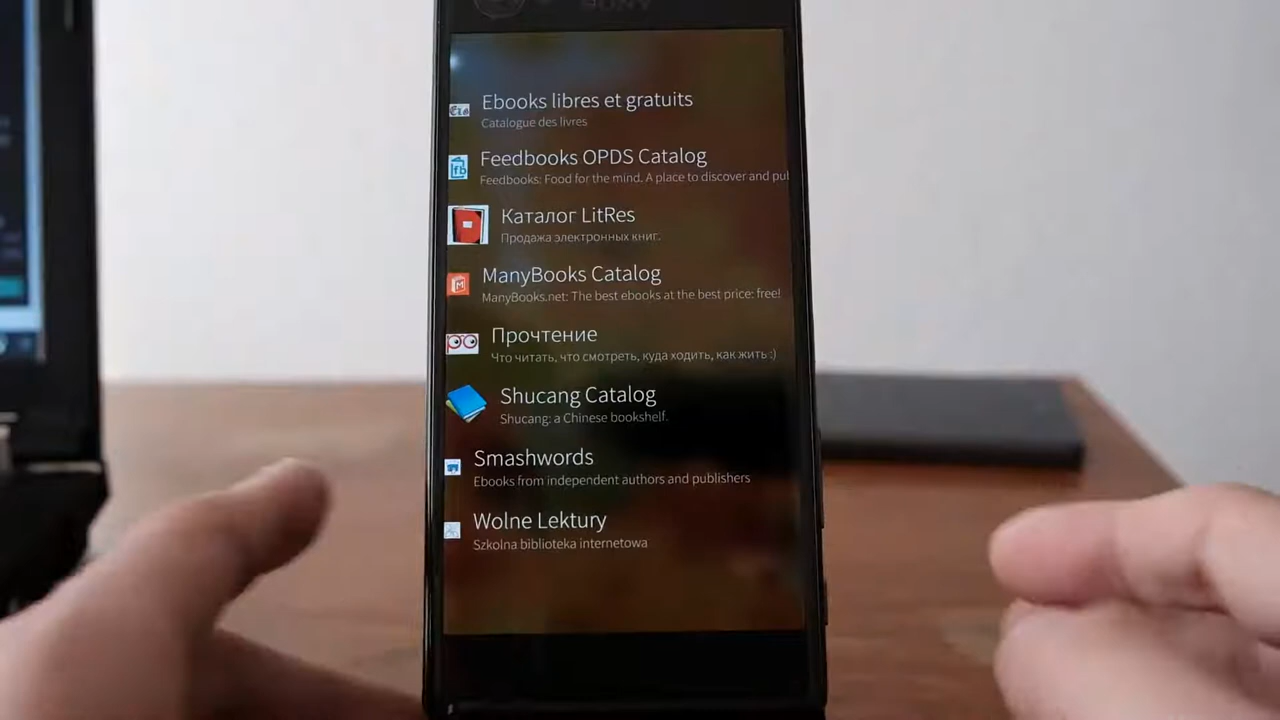 SONY
Ebooks libres et gratuits
Catalogue des livres
Feedbooks OPDS Catalog
Feedbooks: Food for the mind. A place to discover and pul
Каталог LitRes
Продажа электронных книг.
ManyBooks Catalog
ManyBooks.net: The best ebooks at the best price: free!
Прочтение
Что читать, что смотреть, куда ходить, как жить :)
Shucang Catalog
Shucang: a Chinese bookshelf.
Smashwords
Ebooks from independent authors and publishers
Wolne Lektury
Szkolna biblioteka internetowa